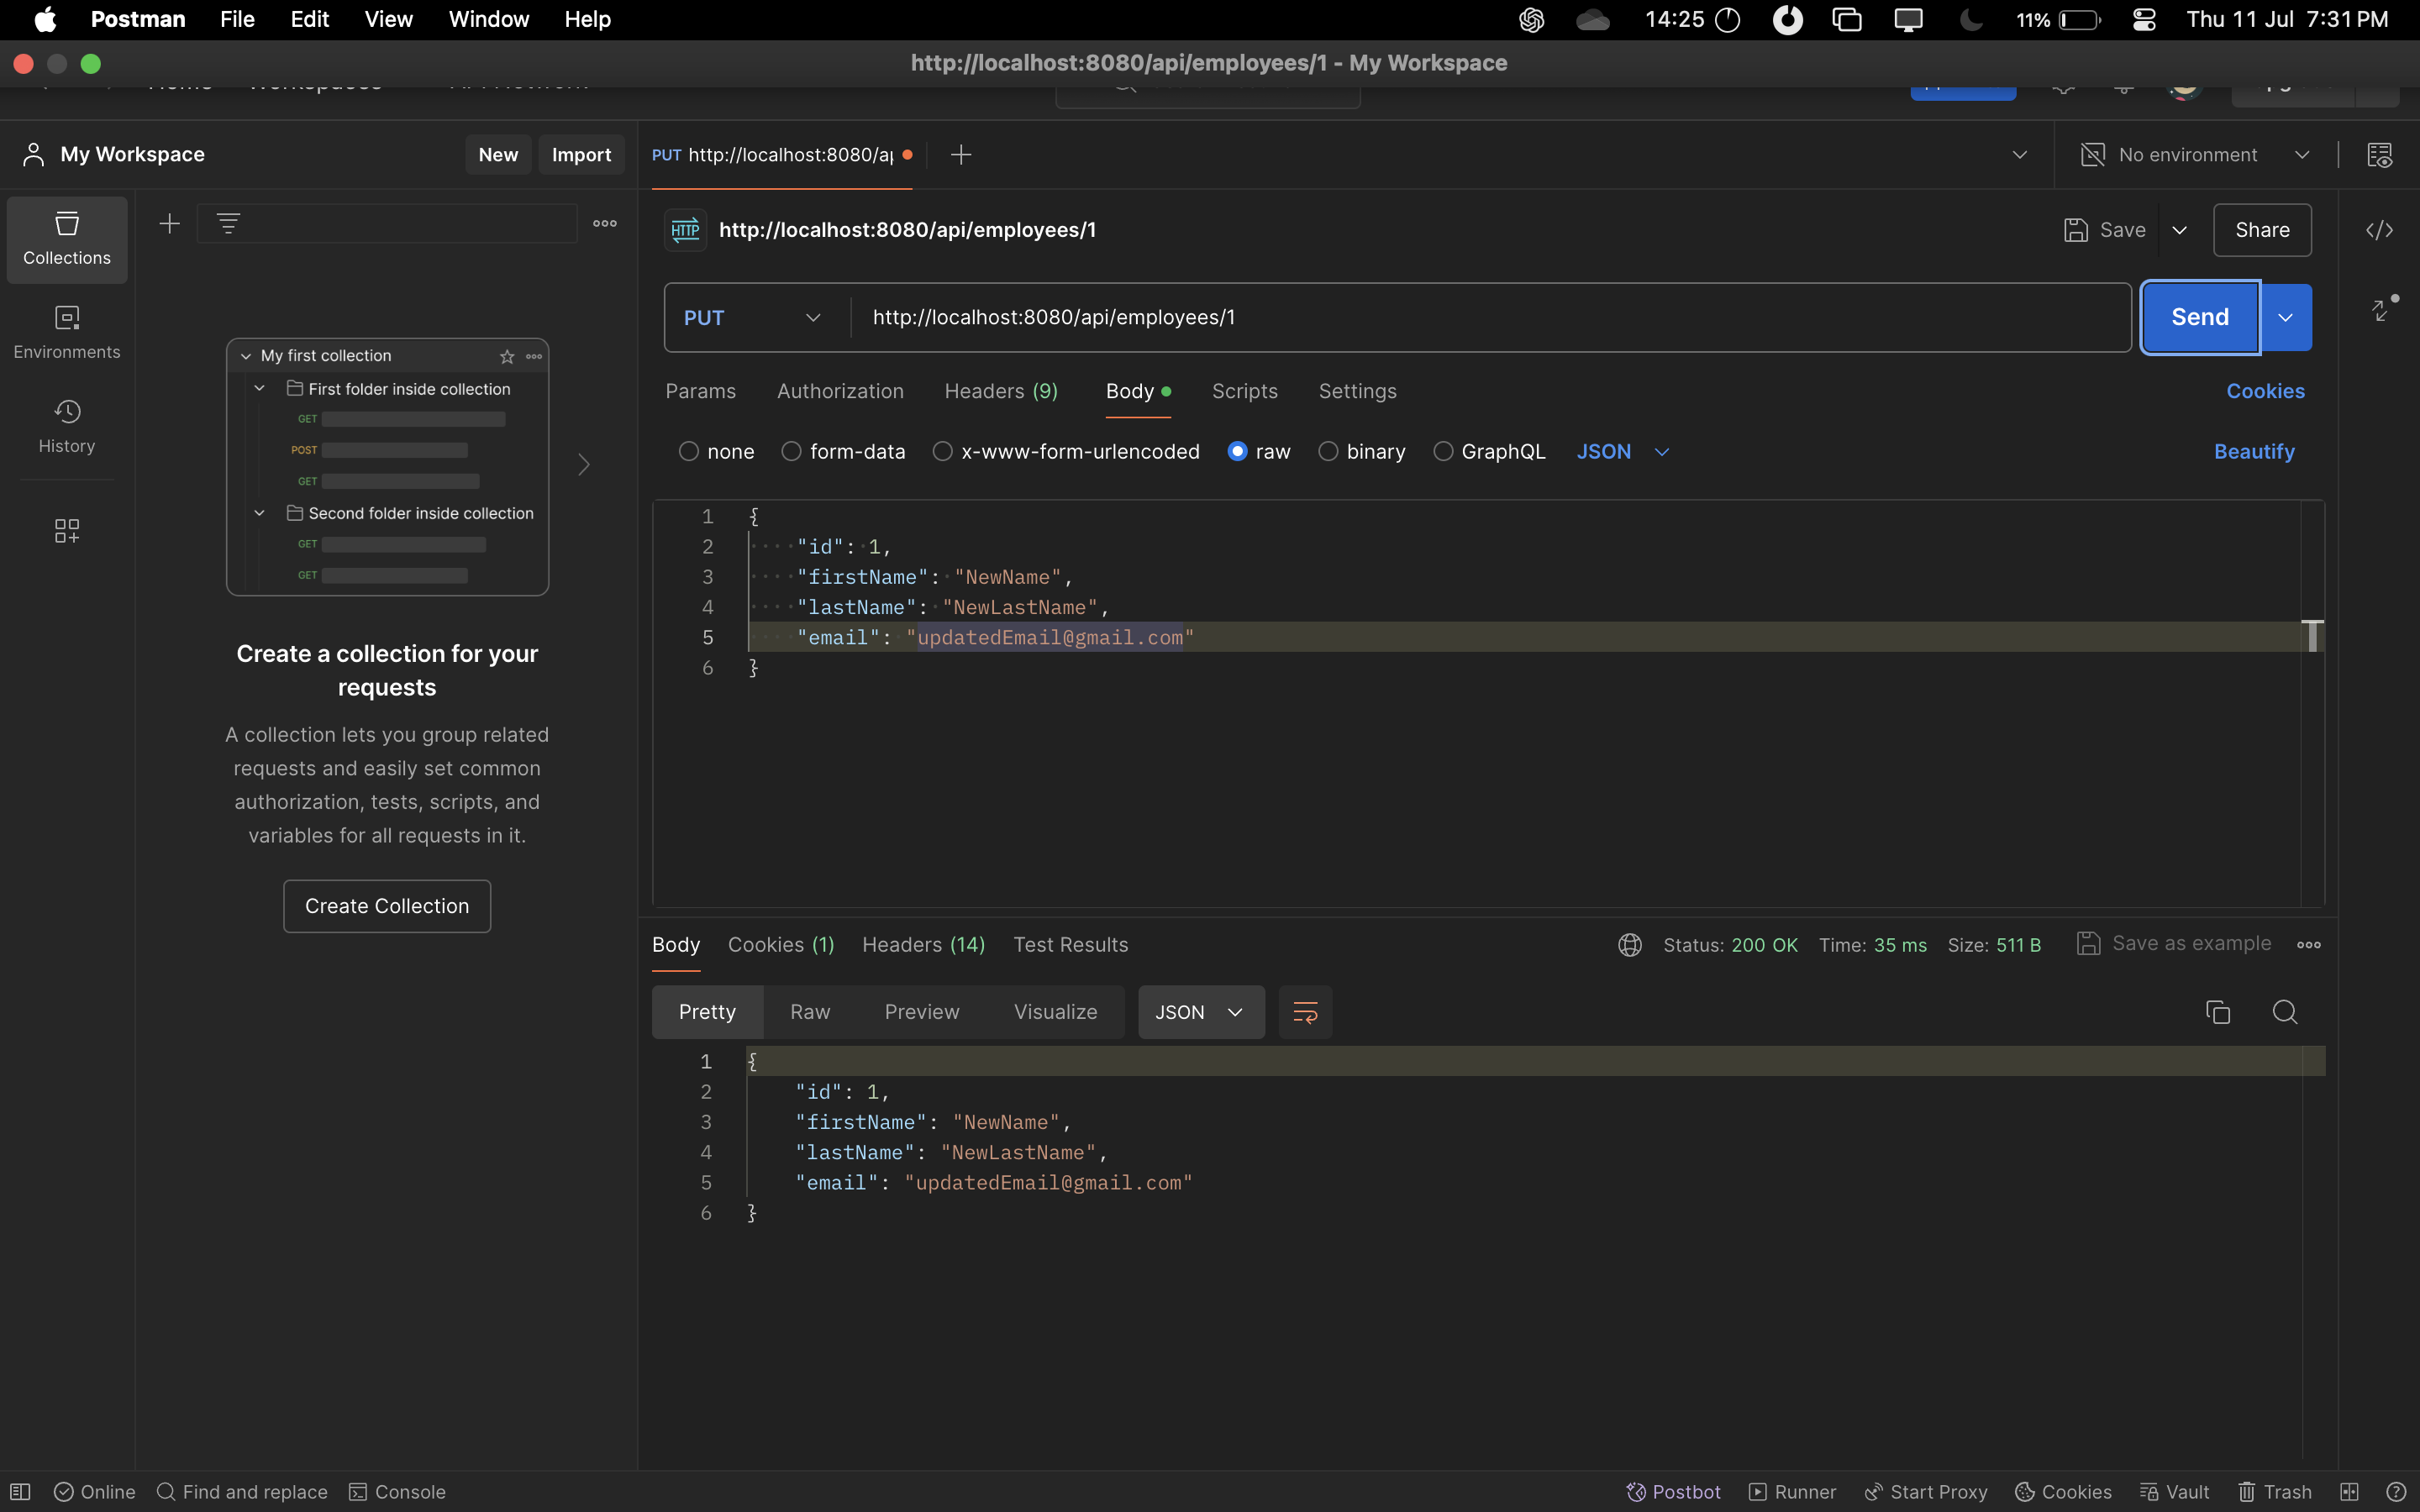 Postman File Edit View Window Help
14:25
11%
Thu 11 Jul 7:31 PM
http://localhost:8080/api/employees/1 - My Workspace
My Workspace
New
Import
PUT http://localhost:8080/a
No environment
Collections
Environments
History
My first collection
First folder inside collection
GET
POST
GET
Second folder inside collection
GET
GET
Create a collection for your
requests
A collection lets you group related
requests and easily set common
authorization, tests, scripts, and
variables for all requests in it.
Create Collection
HTTP
http://localhost:8080/api/employees/1
Save
Share
PUT
http://localhost:8080/api/employees/1
Send
Params Authorization Headers (9) Body Scripts Settings
Cookies
none form-data x-www-form-urlencoded raw binary GraphQL JSON
Beautify
1 {
2 "id": 1,
3 "firstName": "NewName",
4 "lastName": "NewLastName",
5 "email": "updatedEmail@gmail.com"
6 }
Body Cookies (1) Headers (14) Test Results
Status: 200 OK Time: 35 ms Size: 511 B
Save as example
Pretty Raw Preview Visualize
JSON
1 {
2 "id": 1,
3 "firstName": "NewName",
4 "lastName": "NewLastName",
5 "email": "updatedEmail@gmail.com"
6 }
Online Find and replace Console
Postbot Runner Start Proxy Cookies Vault Trash